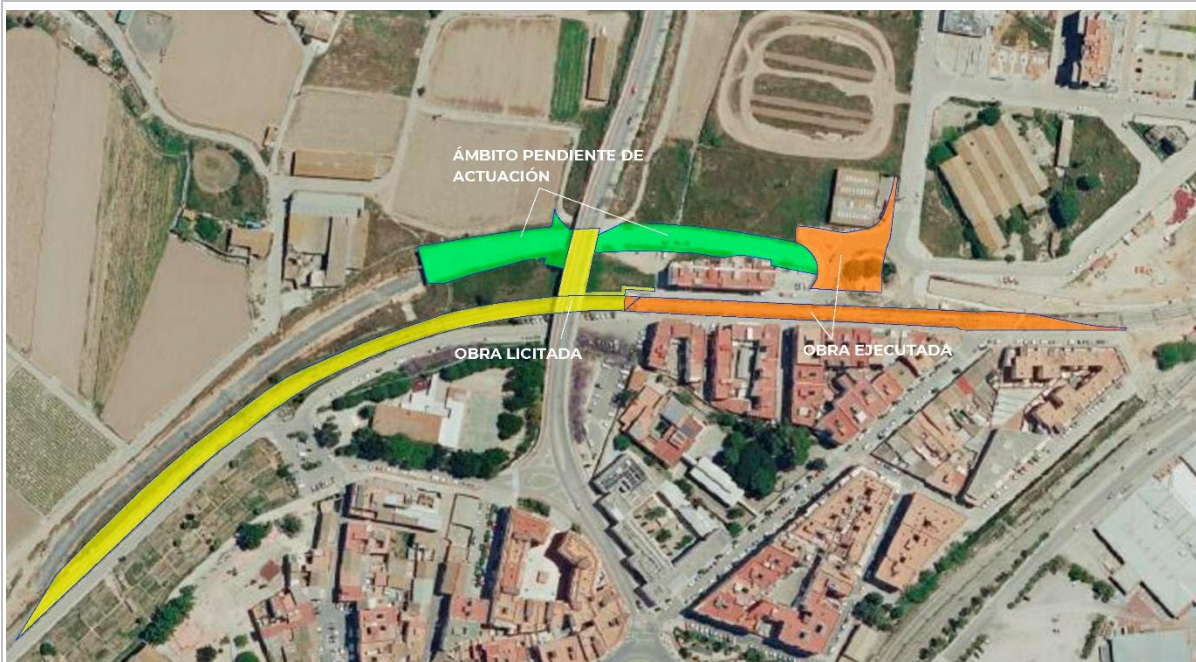 ÁMBITO PENDIENTE DE
ACTUACIÓN
OBRA LICITADA
OBRA EJECUTADA